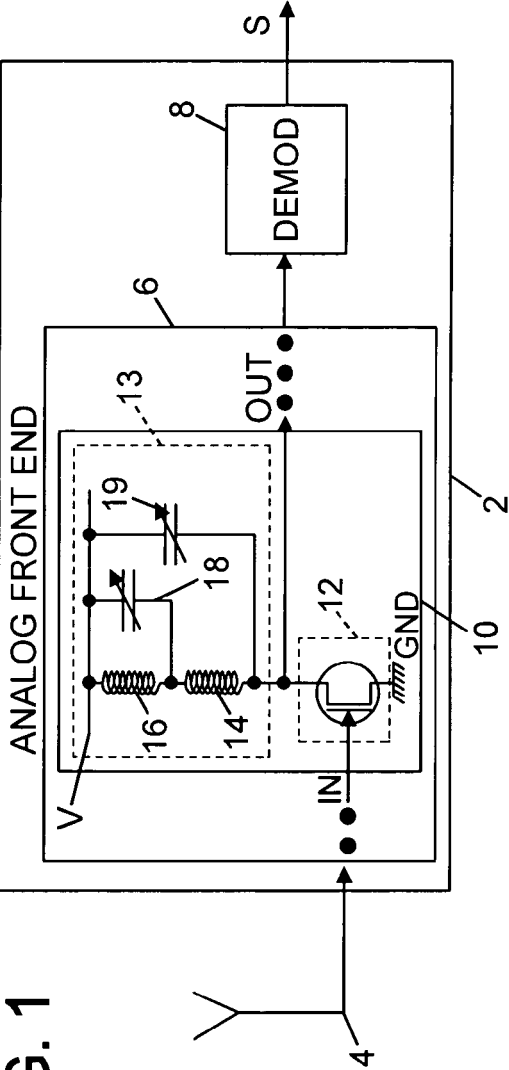 G. 1
ANALOG FRONT END
V
16
14
18
19
13
6
8
DEMOD
S
OUT
12
GND
10
2
IN
4